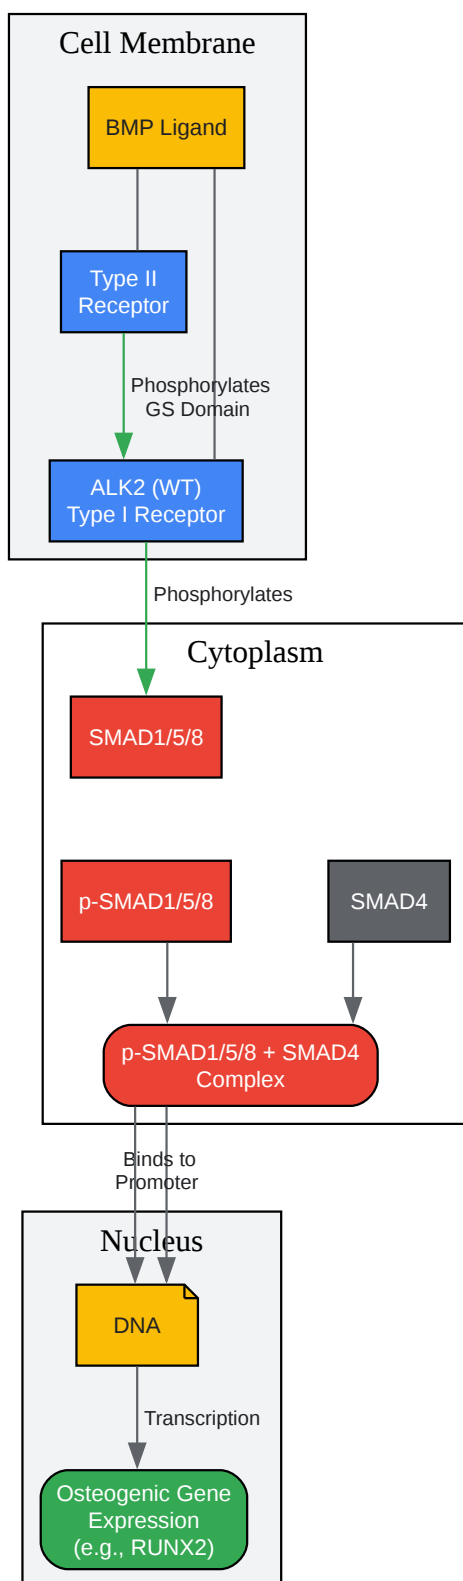 Cell Membrane
BMP Ligand
Type II
Receptor
Phosphorylates
GS Domain
ALK2 (WT)
Type I Receptor
Phosphorylates
Cytoplasm
SMAD1/5/8
p-SMAD1/5/8
SMAD4
p-SMAD1/5/8 + SMAD4
Complex
Binds to
Promoter
Nucleus
DNA
Transcription
Osteogenic Gene
Expression
(e.g., RUNX2)